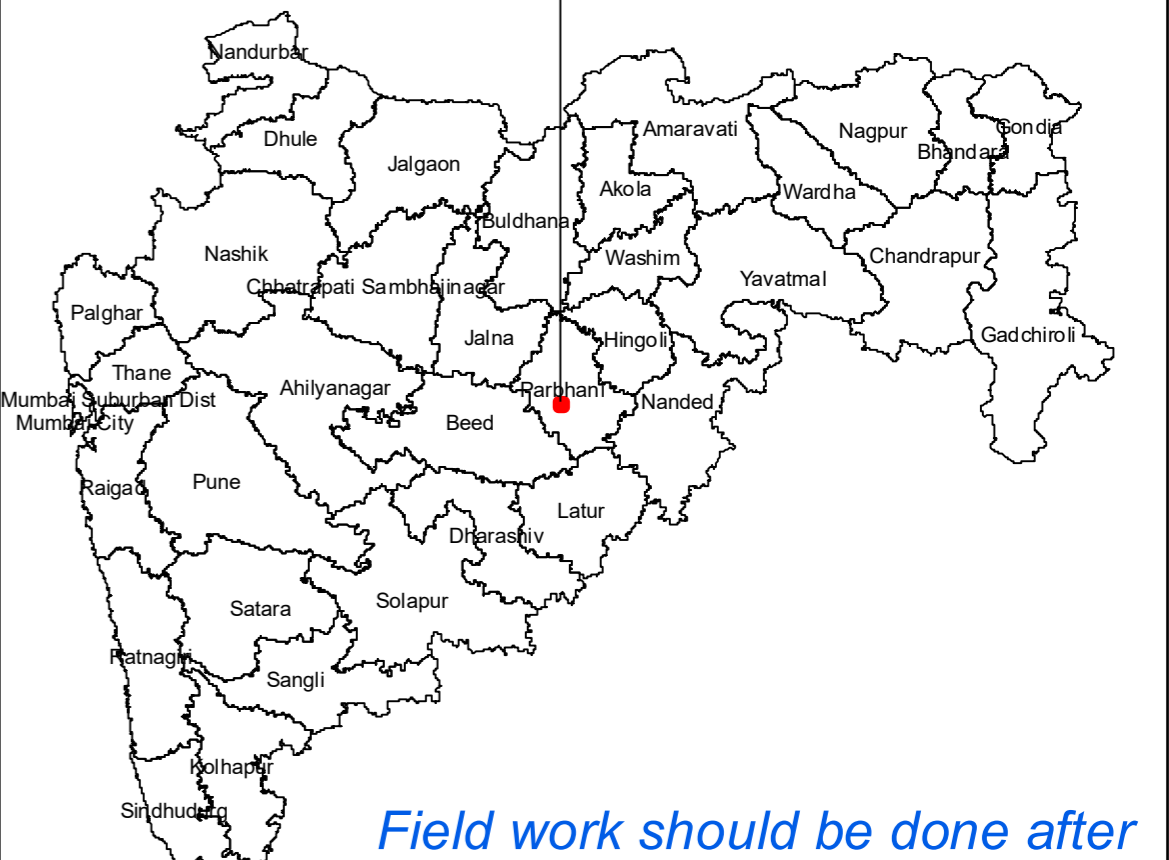 Nandurbar
Dhule
Jalgaon
Amaravati
Nagpur
Gondia
Bhandara
Akola
Wardha
Buldhana
Nashik
Washim
Chandrapur
Chhatrapati Sambhajinagar
Yavatmal
Palghar
Jalna
Hingoli
Gadchiroli
Thane
Ahilyanagar
Parbhani
Mumbai Suburban Dist
Nanded
Mumbai City
Beed
Raigad
Pune
Latur
Dharashiv
Satara
Solapur
Ratnagiri
Sangli
Kolhapur
Sindhudurg
Field work should be done after